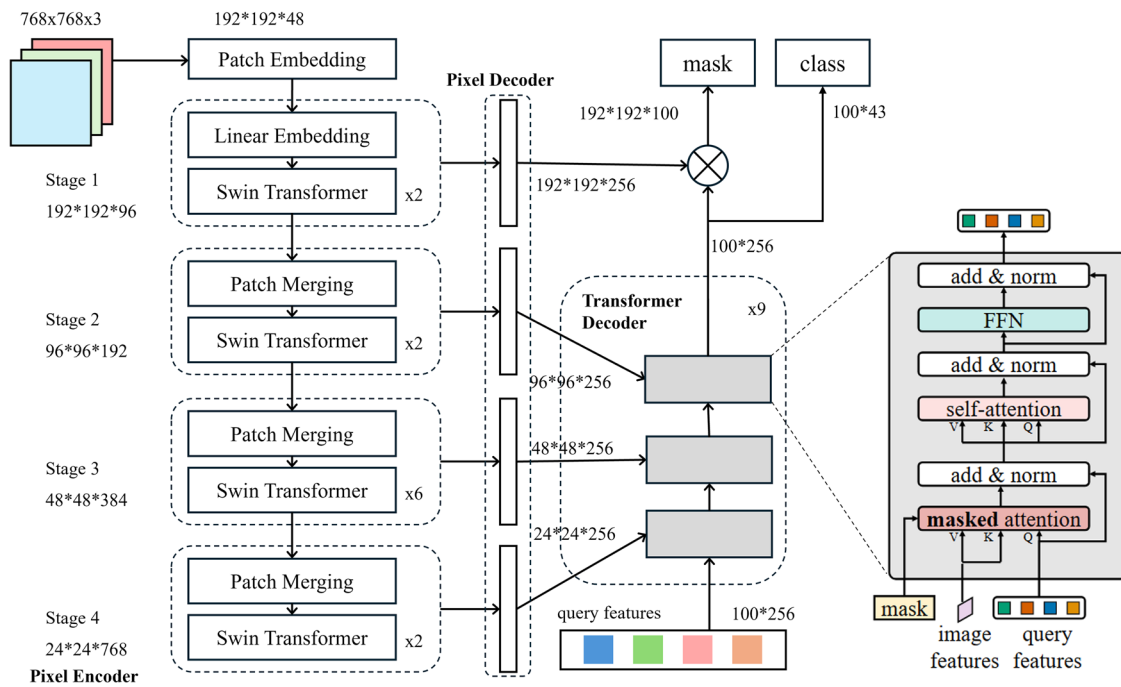 768x768x3
192*192*48
Patch Embedding
Linear Embedding
Swin Transformer
x2
Stage 1
192*192*96
Patch Merging
Swin Transformer
x2
Stage 2
96*96*192
Patch Merging
Swin Transformer
x6
Stage 3
48*48*384
Patch Merging
Swin Transformer
x2
Stage 4
24*24*768
Pixel Encoder
Pixel Decoder
192*192*256
96*96*256
48*48*256
24*24*256
mask
class
192*192*100
100*43
100*256
Transformer
Decoder
x9
query features
100*256
add & norm
FFN
add & norm
self-attention
V
K
Q
add & norm
masked attention
V
K
Q
mask
image
features
query
features